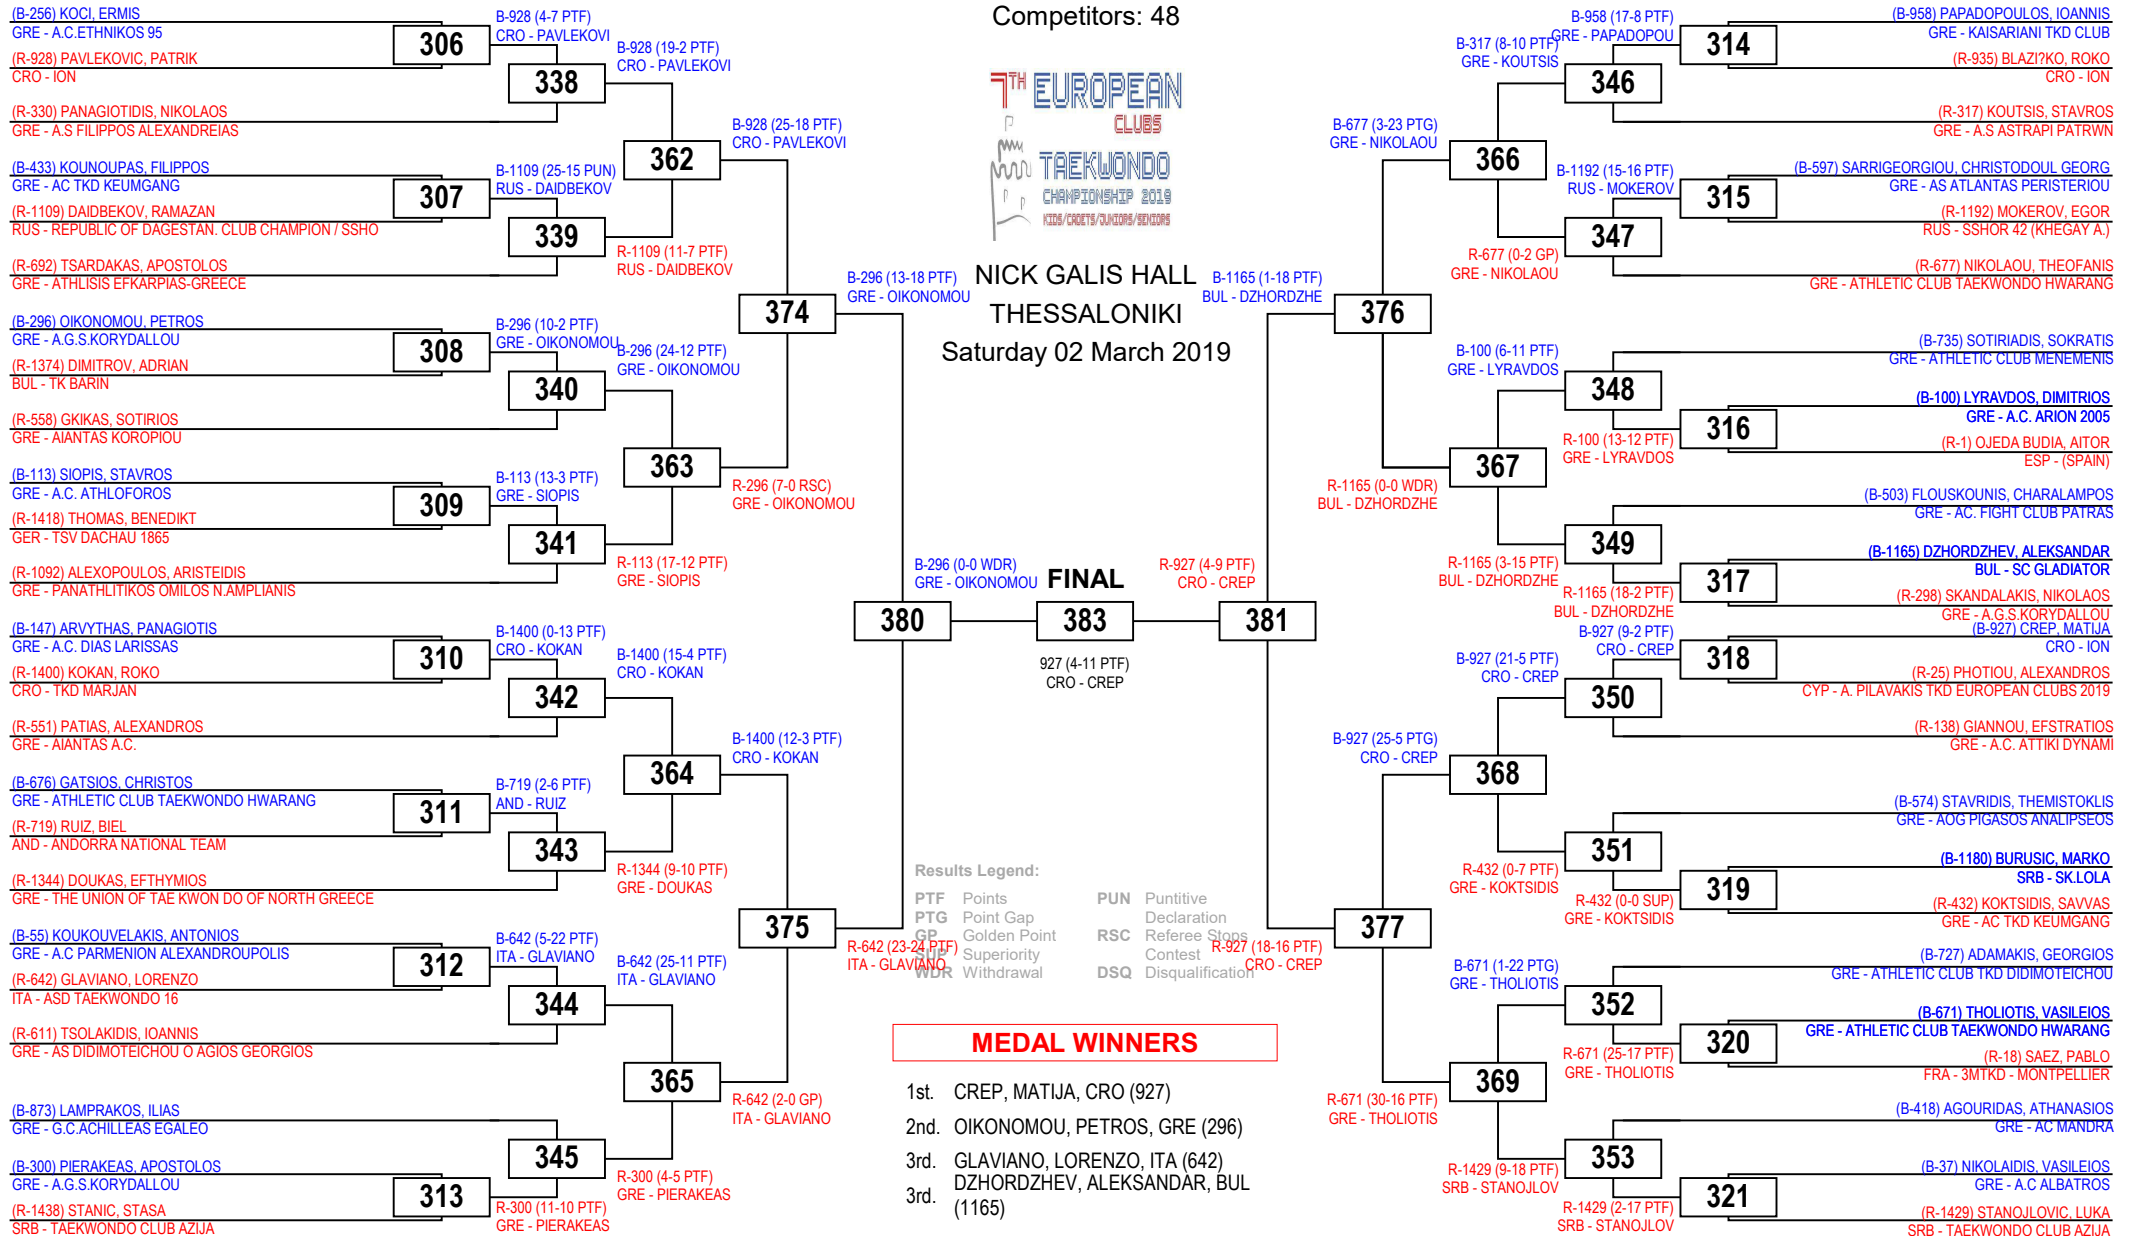 (B-256) KOCI, ERMIS
GRE - A.C.ETHNIKOS 95
(R-928) PAVLEKOVIC, PATRIK
CRO - ION
(R-330) PANAGIOTIDIS, NIKOLAOS
GRE - A.S FILIPPOS ALEXANDREIAS
(B-433) KOUNOUPAS, FILIPPOS
GRE - AC TKD KEUMGANG
(R-1109) DAIDBEKOV, RAMAZAN
RUS - REPUBLIC OF DAGESTAN. CLUB CHAMPION / SSHO
(R-692) TSARDAKAS, APOSTOLOS
GRE - ATHLISIS EFKARPIAS-GREECE
(B-296) OIKONOMOU, PETROS
GRE - A.G.S.KORYDALLOU
(R-1374) DIMITROV, ADRIAN
BUL - TK BARIN
(R-558) GKIKAS, SOTIRIOS
GRE - AIANTAS KOROPIOU
(B-113) SIOPIS, STAVROS
GRE - A.C. ATHLOFOROS
(R-1418) THOMAS, BENEDIKT
GER - TSV DACHAU 1865
(R-1092) ALEXOPOULOS, ARISTEIDIS
GRE - PANATHLITIKOS OMILOS N.AMPLIANIS
(B-147) ARVYTHAS, PANAGIOTIS
GRE - A.C. DIAS LARISSAS
(R-1400) KOKAN, ROKO
CRO - TKD MARJAN
(R-551) PATIAS, ALEXANDROS
GRE - AIANTAS A.C.
(B-676) GATSIOS, CHRISTOS
GRE - ATHLETIC CLUB TAEKWONDO HWARANG
(R-719) RUIZ, BIEL
AND - ANDORRA NATIONAL TEAM
(R-1344) DOUKAS, EFTHYMIOS
GRE - THE UNION OF TAE KWON DO OF NORTH GREECE
(B-55) KOUKOUVELAKIS, ANTONIOS
GRE - A.C PARMENION ALEXANDROUPOLIS
(R-642) GLAVIANO, LORENZO
ITA - ASD TAEKWONDO 16
(R-611) TSOLAKIDIS, IOANNIS
GRE - AS DIDIMOTEICHOU O AGIOS GEORGIOS
(B-873) LAMPRAKOS, ILIAS
GRE - G.C.ACHILLEAS EGALEO
(B-300) PIERAKEAS, APOSTOLOS
GRE - A.G.S.KORYDALLOU
(R-1438) STANIC, STASA
SRB - TAEKWONDO CLUB AZIJA
306
307
308
309
310
311
312
313
B-928 (4-7 PTF)
CRO - PAVLEKOVI
B-1109 (25-15 PUN)
RUS - DAIDBEKOV
B-296 (10-2 PTF)
GRE - OIKONOMOU
B-113 (13-3 PTF)
GRE - SIOPIS
B-1400 (0-13 PTF)
CRO - KOKAN
B-719 (2-6 PTF)
AND - RUIZ
B-642 (5-22 PTF)
ITA - GLAVIANO
R-300 (11-10 PTF)
GRE - PIERAKEAS
338
339
340
341
342
343
344
345
B-928 (19-2 PTF)
CRO - PAVLEKOVI
R-1109 (11-7 PTF)
RUS - DAIDBEKOV
B-296 (24-12 PTF)
GRE - OIKONOMOU
R-113 (17-12 PTF)
GRE - SIOPIS
B-1400 (15-4 PTF)
CRO - KOKAN
R-1344 (9-10 PTF)
GRE - DOUKAS
B-642 (25-11 PTF)
ITA - GLAVIANO
R-300 (4-5 PTF)
GRE - PIERAKEAS
362
363
364
365
B-928 (25-18 PTF)
CRO - PAVLEKOVI
R-296 (7-0 RSC)
GRE - OIKONOMOU
B-1400 (12-3 PTF)
CRO - KOKAN
R-642 (2-0 GP)
ITA - GLAVIANO
374
375
B-296 (13-18 PTF)
GRE - OIKONOMOU
R-642 (23-24 PTF)
ITA - GLAVIANO
380
B-296 (0-0 WDR)
GRE - OIKONOMOU
Competitors: 48
7TH EUROPEAN
CLUBS
TAEKWONDO
CHAMPIONSHIP 2019
KIDS/CADETS/JUNIORS/SENIORS
NICK GALIS HALL
THESSALONIKI
Saturday 02 March 2019
FINAL
383
927 (4-11 PTF)
CRO - CREP
Results Legend:
PTF Points
PTG Point Gap
GP Golden Point
SUP Superiority
WDR Withdrawal
PUN Puntitive
Declaration
RSC Referee Stops
Contest
DSQ Disqualification
MEDAL WINNERS
1st. CREP, MATIJA, CRO (927)
2nd. OIKONOMOU, PETROS, GRE (296)
3rd. GLAVIANO, LORENZO, ITA (642)
3rd. DZHORDZHEV, ALEKSANDAR, BUL
(1165)
R-927 (4-9 PTF)
CRO - CREP
381
B-1165 (1-18 PTF)
BUL - DZHORDZHE
R-927 (18-16 PTF)
CRO - CREP
376
377
B-677 (3-23 PTG)
GRE - NIKOLAOU
R-1165 (0-0 WDR)
BUL - DZHORDZHE
B-927 (25-5 PTG)
CRO - CREP
R-671 (30-16 PTF)
GRE - THOLIOTIS
366
367
368
369
B-317 (8-10 PTF)
GRE - KOUTSIS
R-677 (0-2 GP)
GRE - NIKOLAOU
B-100 (6-11 PTF)
GRE - LYRAVDOS
R-1165 (3-15 PTF)
BUL - DZHORDZHE
B-927 (21-5 PTF)
CRO - CREP
R-432 (0-7 PTF)
GRE - KOKTSIDIS
B-671 (1-22 PTG)
GRE - THOLIOTIS
R-1429 (9-18 PTF)
SRB - STANOJLOV
346
347
348
349
350
351
352
353
B-958 (17-8 PTF)
GRE - PAPADOPOU
B-1192 (15-16 PTF)
RUS - MOKEROV
R-100 (13-12 PTF)
GRE - LYRAVDOS
R-1165 (18-2 PTF)
BUL - DZHORDZHE
B-927 (9-2 PTF)
CRO - CREP
R-432 (0-0 SUP)
GRE - KOKTSIDIS
R-671 (25-17 PTF)
GRE - THOLIOTIS
R-1429 (2-17 PTF)
SRB - STANOJLOV
314
315
316
317
318
319
320
321
(B-958) PAPADOPOULOS, IOANNIS
GRE - KAISARIANI TKD CLUB
(R-935) BLAZI?KO, ROKO
CRO - ION
(R-317) KOUTSIS, STAVROS
GRE - A.S ASTRAPI PATRWN
(B-597) SARRIGEORGIOU, CHRISTODOUL GEORG
GRE - AS ATLANTAS PERISTERIOU
(R-1192) MOKEROV, EGOR
RUS - SSHOR 42 (KHEGAY A.)
(R-677) NIKOLAOU, THEOFANIS
GRE - ATHLETIC CLUB TAEKWONDO HWARANG
(B-735) SOTIRIADIS, SOKRATIS
GRE - ATHLETIC CLUB MENEMENIS
(B-100) LYRAVDOS, DIMITRIOS
GRE - A.C. ARION 2005
(R-1) OJEDA BUDIA, AITOR
ESP - (SPAIN)
(B-503) FLOUSKOUNIS, CHARALAMPOS
GRE - AC. FIGHT CLUB PATRAS
(B-1165) DZHORDZHEV, ALEKSANDAR
BUL - SC GLADIATOR
(R-298) SKANDALAKIS, NIKOLAOS
GRE - A.G.S.KORYDALLOU
(B-927) CREP, MATIJA
CRO - ION
(R-25) PHOTIOU, ALEXANDROS
CYP - A. PILAVAKIS TKD EUROPEAN CLUBS 2019
(R-138) GIANNOU, EFSTRATIOS
GRE - A.C. ATTIKI DYNAMI
(B-574) STAVRIDIS, THEMISTOKLIS
GRE - AOG PIGASOS ANALIPSEOS
(B-1180) BURUSIC, MARKO
SRB - SK.LOLA
(R-432) KOKTSIDIS, SAVVAS
GRE - AC TKD KEUMGANG
(B-727) ADAMAKIS, GEORGIOS
GRE - ATHLETIC CLUB TKD DIDIMOTEICHOU
(B-671) THOLIOTIS, VASILEIOS
GRE - ATHLETIC CLUB TAEKWONDO HWARANG
(R-18) SAEZ, PABLO
FRA - 3MTKD - MONTPELLIER
(B-418) AGOURIDAS, ATHANASIOS
GRE - AC MANDRA
(B-37) NIKOLAIDIS, VASILEIOS
GRE - A.C ALBATROS
(R-1429) STANOJLOVIC, LUKA
SRB - TAEKWONDO CLUB AZIJA